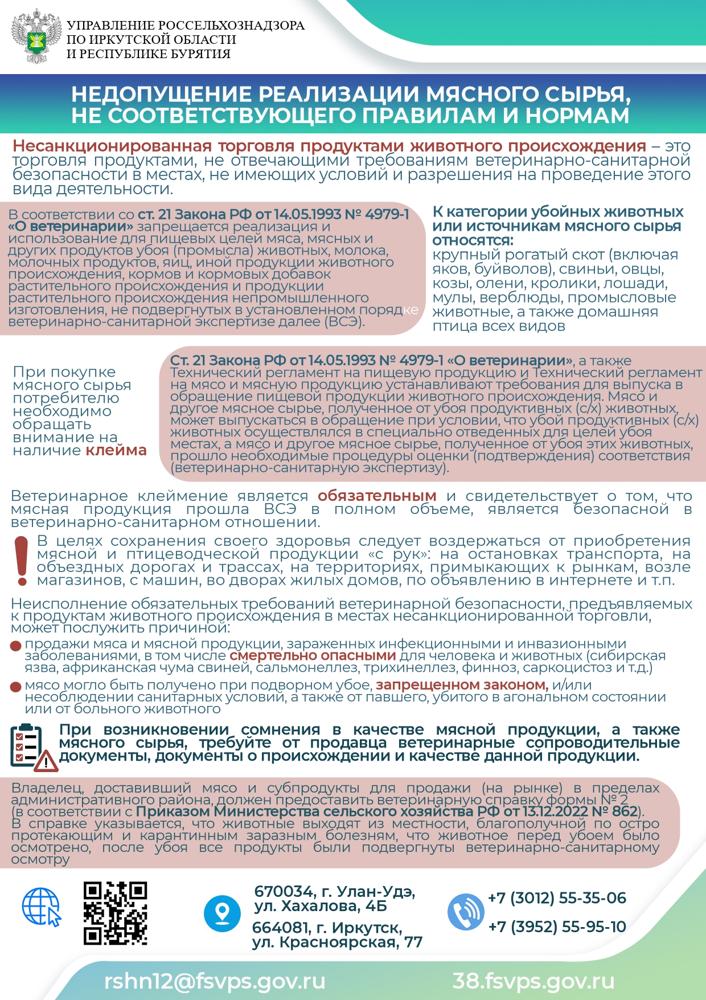 УПРАВЛЕНИЕ РОССЕЛЬХОЗНАДЗОРА
ПО ИРКУТСКОЙ ОБЛАСТИ
И РЕСПУБЛИКЕ БУРЯТИЯ
НЕДОПУЩЕНИЕ РЕАЛИЗАЦИИ МЯСНОГО СЫРЬЯ,
НЕ СООТВЕТСТВУЮЩЕГО ПРАВИЛАМ И НОРМАМ
Несанкционированная торговля продуктами животного происхождения – это
торговля продуктами, не отвечающими требованиям ветеринарно-санитарной
безопасности в местах, не имеющих условий и разрешения на проведение этого
вида деятельности.
В соответствии со ст. 21 Закона РФ от 14.05.1993 № 4979-1
«О ветеринарии» запрещается реализация и
использование для пищевых целей мяса, мясных и
других продуктов убоя (промысла) животных, молока,
молочных продуктов, яиц, иной продукции животного
происхождения, кормов и кормовых добавок
растительного происхождения и продукции
растительного происхождения непромышленного
изготовления, не подвергнутых в установленном порядке
ветеринарно-санитарной экспертизе далее (ВСЭ).
К категории убойных животных
или источникам мясного сырья
относятся:
крупный рогатый скот (включая
яков, буйволов), свиньи, овцы,
козы, олени, кролики, лошади,
мулы, верблюды, промысловые
животные, а также домашняя
птица всех видов
При покупке
мясного сырья
потребителю
необходимо
обращать
внимание на
наличие клейма
Ст. 21 Закона РФ от 14.05.1993 № 4979-1 «О ветеринарии», а также
Технический регламент на пищевую продукцию и Технический регламент
на мясо и мясную продукцию устанавливают требования для выпуска в
обращение пищевой продукции животного происхождения. Мясо и
другое мясное сырье, полученное от убоя продуктивных (с/х) животных,
может выпускаться в обращение при условии, что убой продуктивных (с/х)
животных осуществлялся в специально отведенных для целей убоя
местах, а мясо и другое мясное сырье, полученное от убоя этих животных,
прошло необходимые процедуры оценки (подтверждения) соответствия
(ветеринарно-санитарную экспертизу).
Ветеринарное клеймение является обязательным и свидетельствует о том, что
мясная продукция прошла ВСЭ в полном объеме, является безопасной в
ветеринарно-санитарном отношении.
В целях сохранения своего здоровья следует воздержаться от приобретения
мясной и птицеводческой продукции «с рук»: на остановках транспорта, на
объездных дорогах и трассах, на территориях, примыкающих к рынкам, возле
магазинов, с машин, во дворах жилых домов, по объявлению в интернете и т.п.
Неисполнение обязательных требований ветеринарной безопасности, предъявляемых
к продуктам животного происхождения в местах несанкционированной торговли,
может послужить причиной:
продажи мяса и мясной продукции, зараженных инфекционными и инвазионными
заболеваниями, в том числе смертельно опасными для человека и животных (сибирская
язва, африканская чума свиней, сальмонеллез, трихинеллез, финноз, саркоцистоз и т.д.)
мясо могло быть получено при подворном убое, запрещенном законом, и/или
несоблюдении санитарных условий, а также от павшего, убитого в агональном состоянии
или от больного животного
При возникновении сомнения в качестве мясной продукции, а также
мясного сырья, требуйте от продавца ветеринарные сопроводительные
документы, документы о происхождении и качестве данной продукции.
Владелец, доставивший мясо и субпродукты для продажи (на рынке) в пределах
административного района, должен предоставить ветеринарную справку формы № 2
(в соответствии с Приказом Министерства сельского хозяйства РФ от 13.12.2022 № 862).
В справке указывается, что животные выходят из местности, благополучной по остро
протекающим и карантинным заразным болезням, что животное перед убоем было
осмотрено, после убоя все продукты были подвергнуты ветеринарно-санитарному
осмотру
670034, г. Улан-Удэ,
ул. Хахалова, 4Б
664081, г. Иркутск,
ул. Красноярская, 77
+7 (3012) 55-35-06
+7 (3952) 55-95-10
rshn12@fsvps.gov.ru
38.fsvps.gov.ru